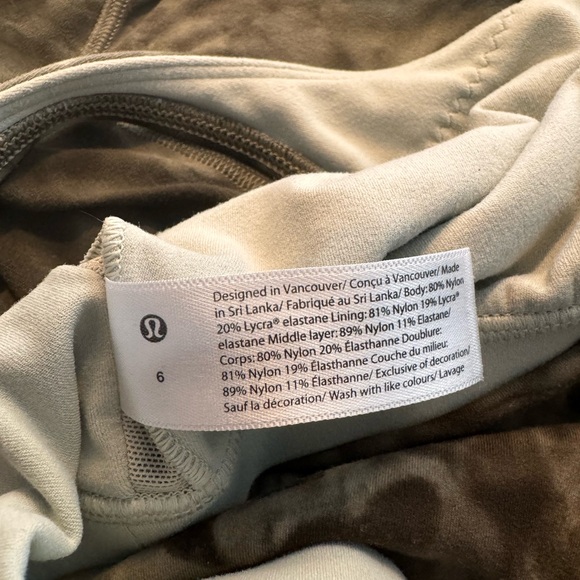 Designed in Vancouver/ Conçu à Vancouver/ Made
in Sri Lanka/ Fabriqué au Sri Lanka/ Body: 80% Nylon
20% Lycra® elastane Lining: 81% Nylon 19% Lycra®
elastane Middle layer: 89% Nylon 11% Elastane/
Corps: 80% Nylon 20% Élasthanne Doublure:
81% Nylon 19% Élasthanne Couche du milieu:
89% Nylon 11% Élasthanne/ Exclusive of decoration/
Sauf la décoration/ Wash with like colours/ Lavage
6